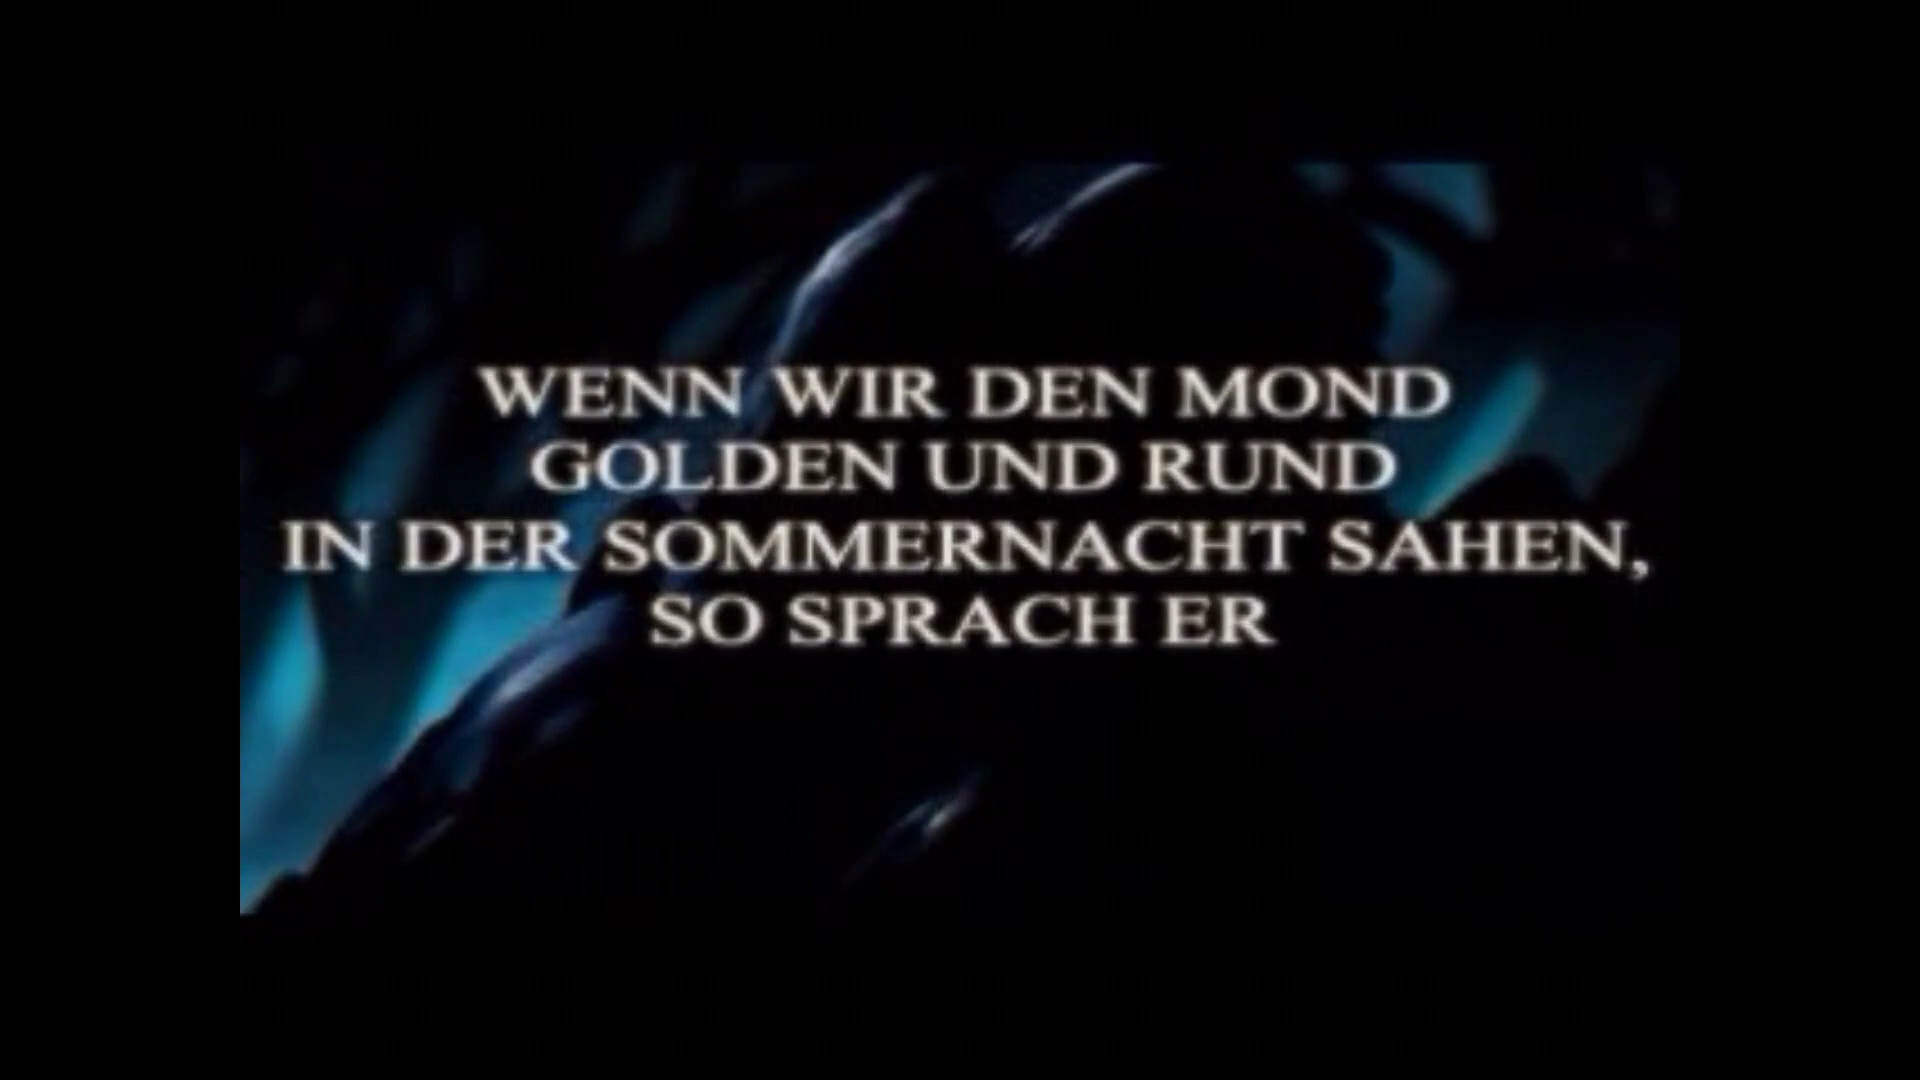 WENN WIR DEN MOND
GOLDEN UND RUND
IN DER SOMMERNACHT SAHEN,
SO SPRACH ER